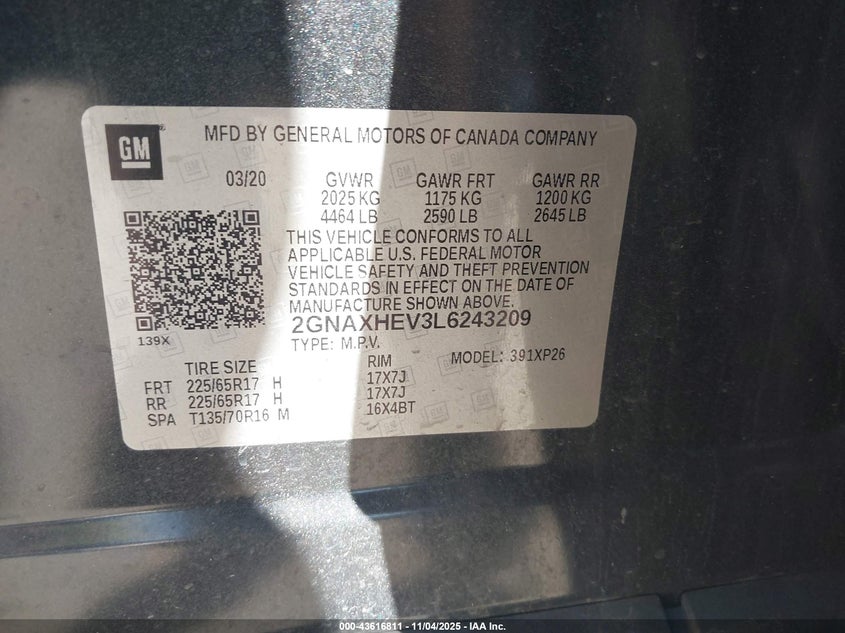 GM
MFD BY GENERAL MOTORS OF CANADA COMPANY
03/20 GVWR GAWR FRT GAWR RR
2025 KG 1175 KG 1200 KG
4464 LB 2590 LB 2645 LB
THIS VEHICLE CONFORMS TO ALL
APPLICABLE U.S. FEDERAL MOTOR
VEHICLE SAFETY AND THEFT PREVENTION
STANDARDS IN EFFECT ON THE DATE OF
MANUFACTURE SHOWN ABOVE.
2GNAXHEV3L6243209
139X
TYPE: M.P.V. MODEL: 391XP26
TIRE SIZE RIM
FRT 225/65R17 H 17X7J
RR 225/65R17 H 17X7J
SPA T135/70R16 M 16X4BT
000-43616811 - 11/04/2025 - IAA Inc.